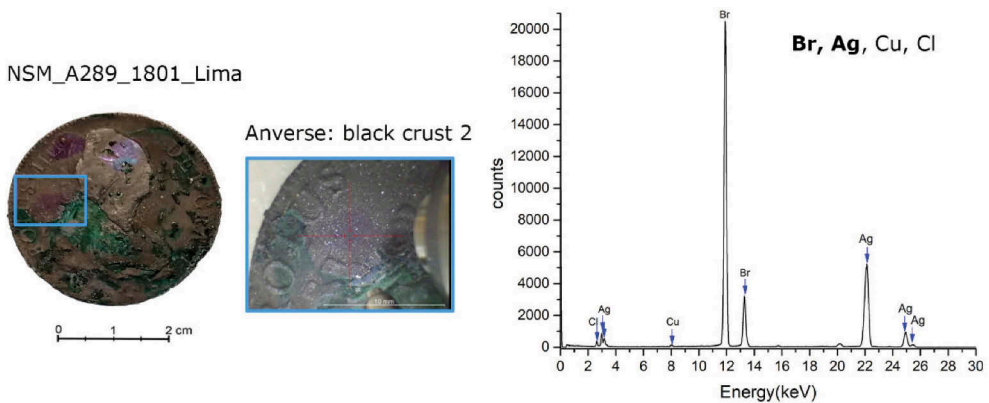 NSM_A289_1801_Lima
0 1 2 cm
Anverse: black crust 2
10 mm
Br, Ag, Cu, Cl
counts
20000
18000
16000
14000
12000
10000
8000
6000
4000
2000
0
Br
Br
Ag
Ag
Ag
Cl
Ag
Cu
0 2 4 6 8 10 12 14 16 18 20 22 24 26 28 30
Energy(keV)